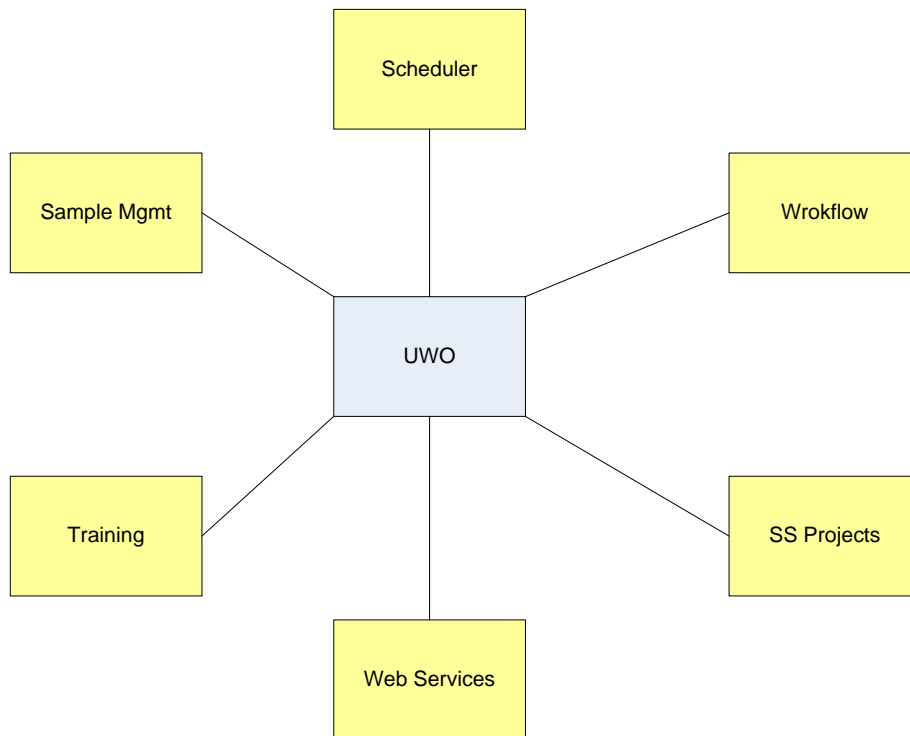 Scheduler
Sample Mgmt
Wrokflow
UWO
Training
SS Projects
Web Services